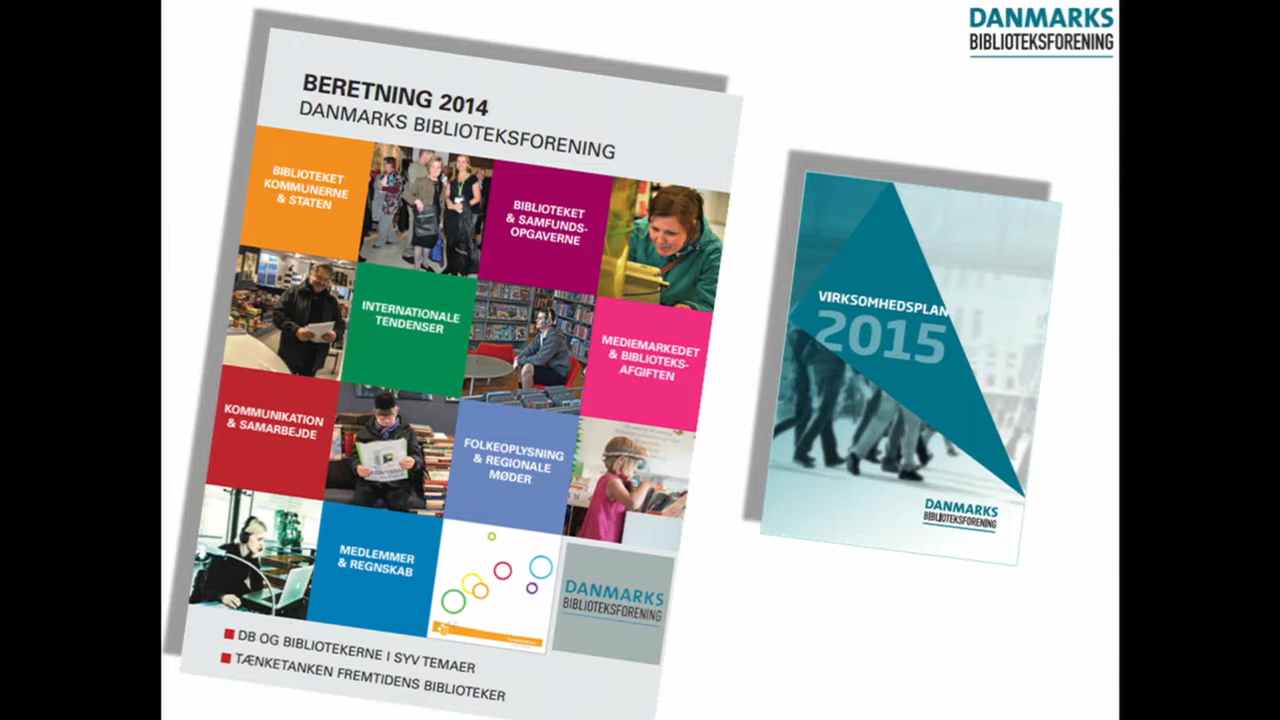 DANMARKS
BIBLIOTEKSFORENING
BERETNING 2014
DANMARKS BIBLIOTEKSFORENING
BIBLIOTEKET
KOMMUNERNE
& STATEN
BIBLIOTEKET
& SAMFUNDS-
OPGAVERNE
INTERNATIONALE
TENDENSER
MEDIEMARKEDET
& BIBLIOTEKS-
AFGIFTEN
KOMMUNIKATION
& SAMARBEJDE
FOLKEOPLYSNING
& REGIONALE
MØDER
MEDLEMMER
& REGNSKAB
DANMARKS
BIBLIOTEKSFORENING
DB OG BIBLIOTEKERNE I SYV TEMAER
TÆNKETANKEN FREMTIDENS BIBLIOTEKER
VIRKSOMHEDSPLAN
2015
DANMARKS
BIBLIOTEKSFORENING